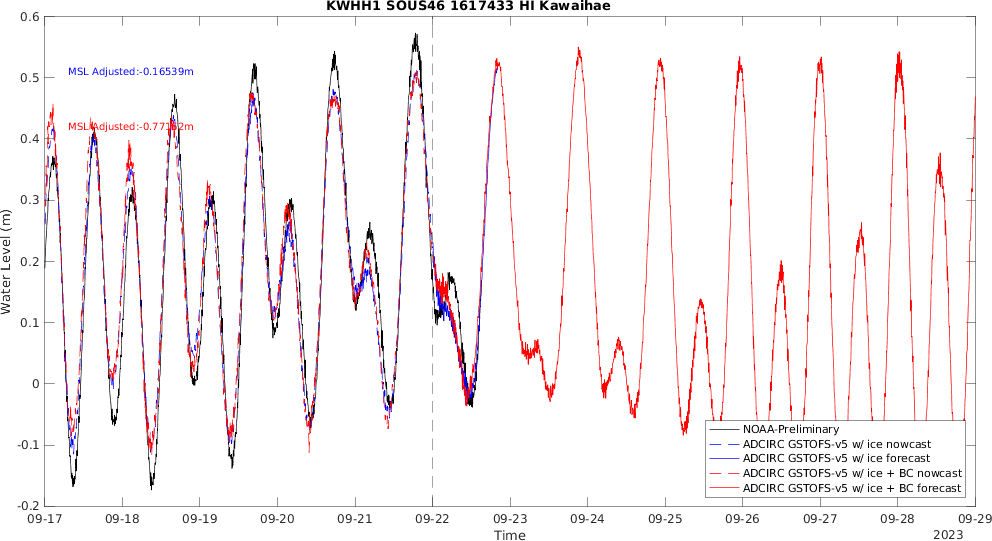 KWHH1 SOUS46 1617433 HI Kawaihae
0.6
0.5
0.4
0.3
0.2
0.1
0
-0.1
-0.2
Water Level (m)
MSL Adjusted:-0.16539m
MSL Adjusted:
NOAA-Preliminary
ADCIRC GSTOFS-v5 w/ ice nowcast
ADCIRC GSTOFS-v5 w/ ice forecast
ADCIRC GSTOFS-v5 w/ ice + BC nowcast
ADCIRC GSTOFS-v5 w/ ice + BC forecast
09-17 09-18 09-19 09-20 09-21 09-22 09-23 09-24 09-25 09-26 09-27 09-28 09-29
Time
2023